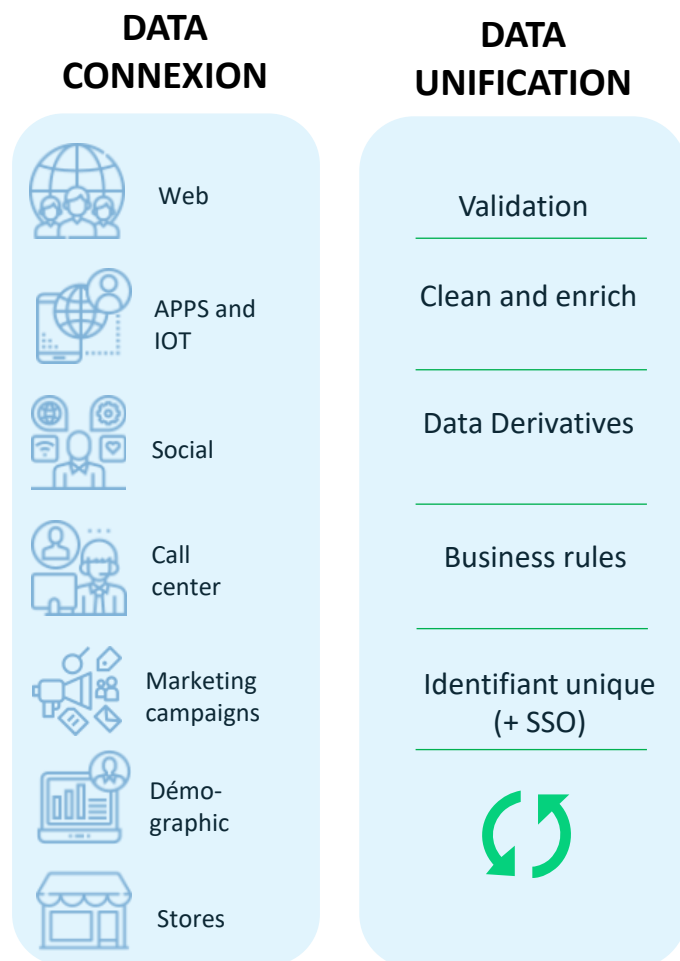 DATA
CONNEXION
Web
APPS and
IOT
Social
Call
center
Marketing
campaigns
Démo-
graphic
Stores
DATA
UNIFICATION
Validation
Clean and enrich
Data Derivatives
Business rules
Identifiant unique
(+ SSO)